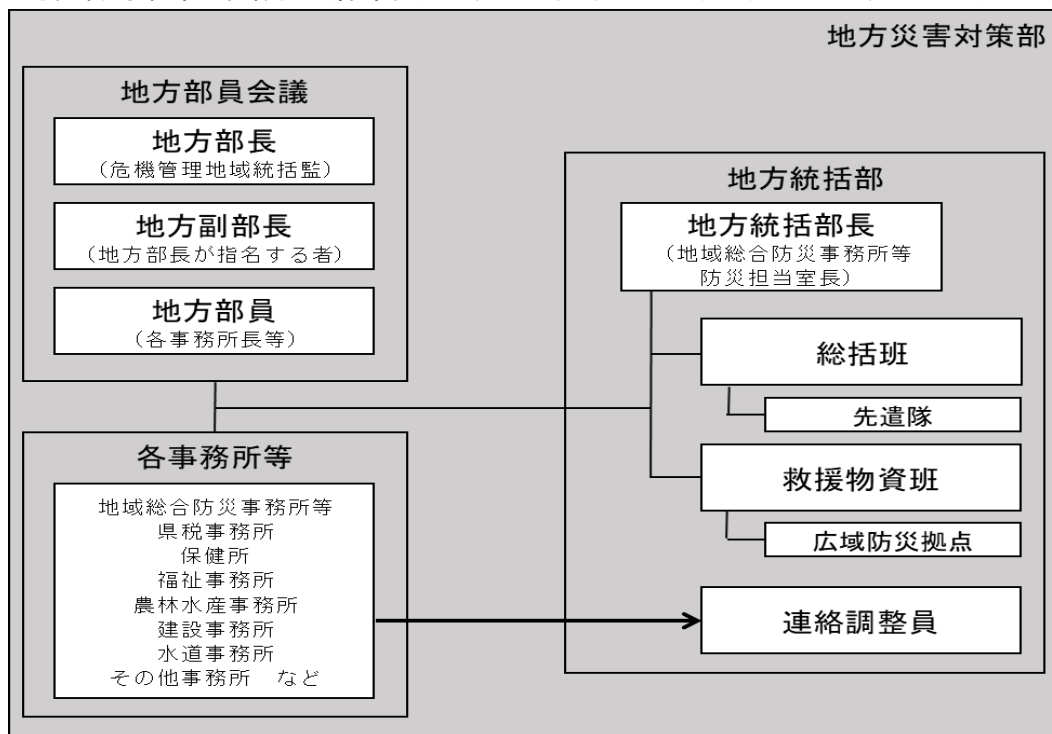 地方災害対策部
地方部員会議
地方部長
（危機管理地域統括監）
地方副部長
（地方部長が指名する者）
地方部員
（各事務所長等）
各事務所等
地域総合防災事務所等
県税事務所
保健所
福祉事務所
農林水産事務所
建設事務所
水道事務所
その他事務所　など
地方統括部
地方統括部長
（地域総合防災事務所等
防災担当室長）
総括班
先遣隊
救援物資班
広域防災拠点
連絡調整員